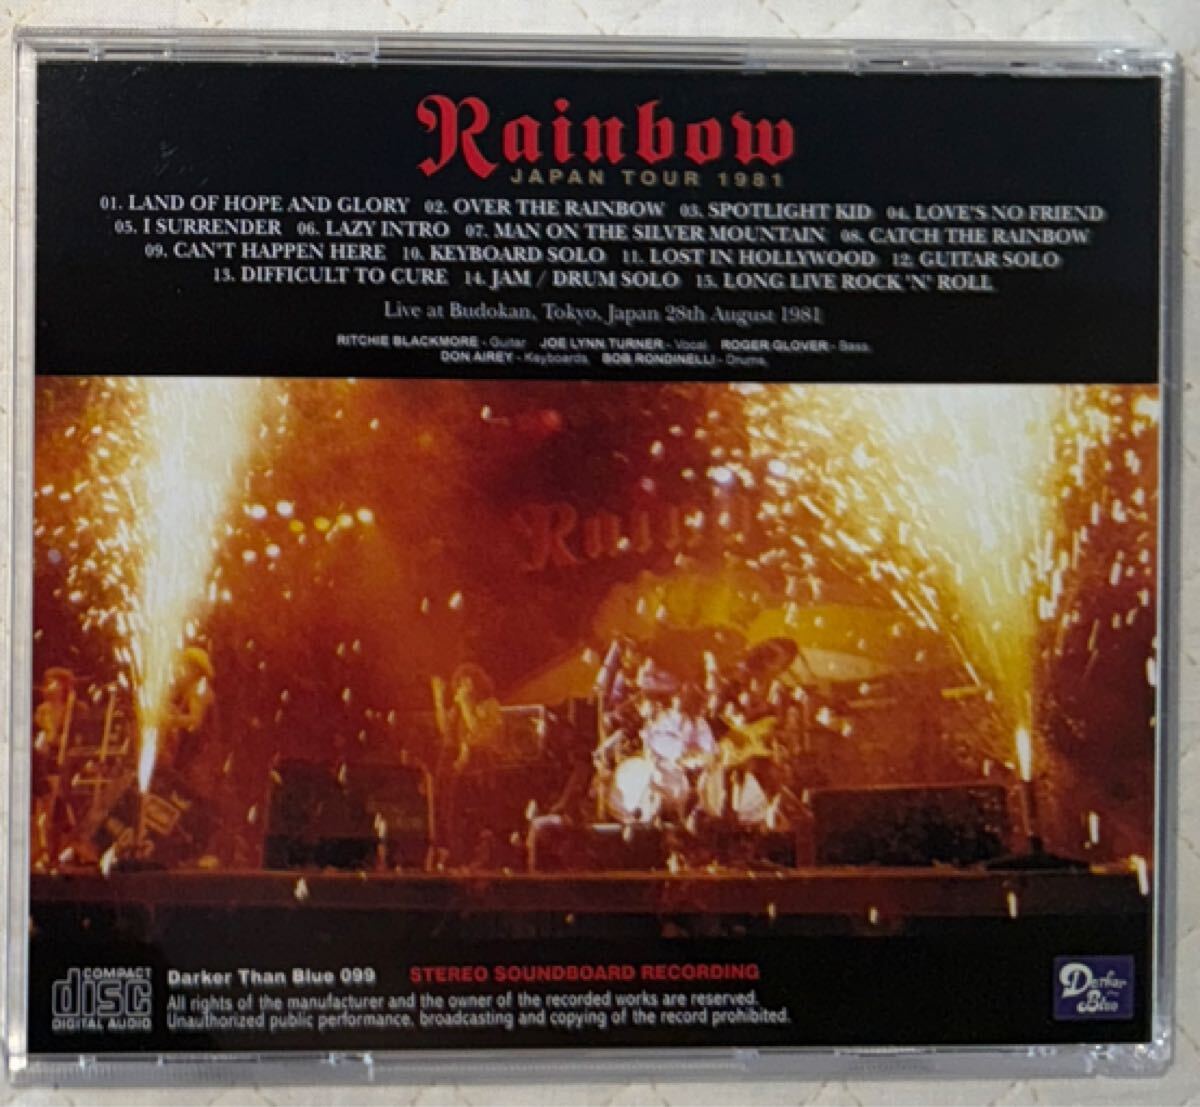 Rainbow
JAPAN TOUR 1981
01. LAND OF HOPE AND GLORY 02. OVER THE RAINBOW 03. SPOTLIGHT KID 04. LOVE'S NO FRIEND
05. I SURRENDER 06. LAZY INTRO 07. MAN ON THE SILVER MOUNTAIN 08. CATCH THE RAINBOW
09. CAN'T HAPPEN HERE 10. KEYBOARD SOLO 11. LOST IN HOLLYWOOD 12. GUITAR SOLO
13. DIFFICULT TO CURE 14. JAM / DRUM SOLO 15. LONG LIVE ROCK 'N' ROLL
Live at Budokan, Tokyo, Japan 28th August 1981
RITCHIE BLACKMORE - Guitar JOE LYNN TURNER - Vocal ROGER GLOVER - Bass
DON AIREY - Keyboards BOB RONDINELLI - Drums
Rainb
COMPACT
disc
DIGITAL AUDIO
Darker Than Blue 099 STEREO SOUNDBOARD RECORDING
All rights of the manufacturer and the owner of the recorded works are reserved.
Unauthorized public performance, broadcasting and copying of the record prohibited.
Darker
Than
Blue